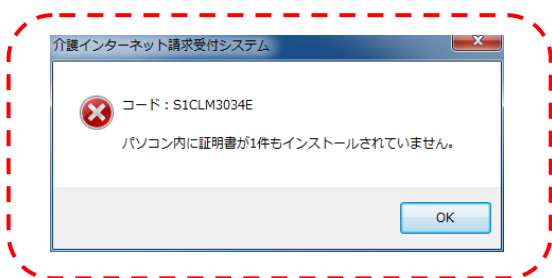 介護インターネット請求受付システム
コード：S1CLM3034E
パソコン内に証明書が1件もインストールされていません。
OK